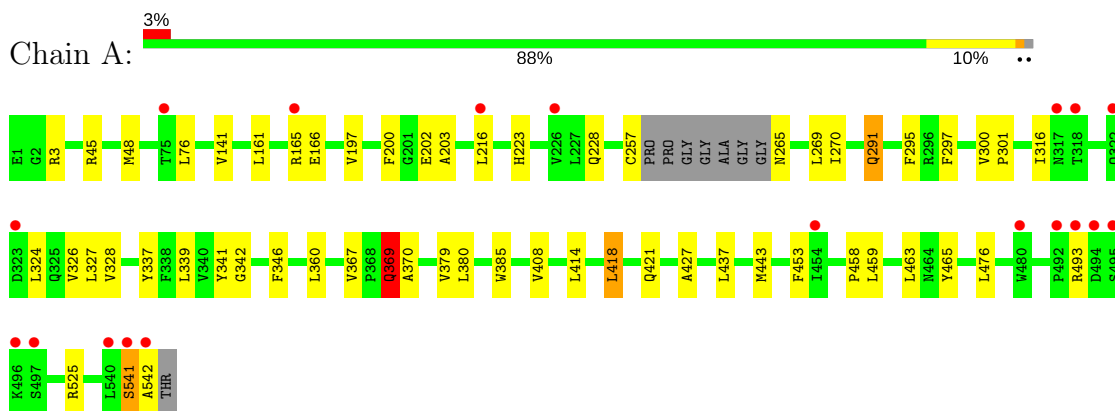 3%
Chain A:
88% 10% ••
E1 G2 R3 R45 M48 T75 L76 V141 L161 R165 E166 V197 F200 G201 E202 A203 L216 H223 V226 L227 Q228 C257 PRO PRO GLY GLY ALA GLY GLY N265 L269 I270 Q291 F295 R296 F297 V300 P301 I316 N317 T318
D323 L324 Q325 V326 L327 V328 Y337 F338 L339 V340 Y341 G342 F346 L360 V367 P368 Q369 A370 V379 L380 W385 V408 L414 L418 Q421 A427 L437 M443 F453 I454 P458 L459 L463 N464 Y465 L476 W480 P492 R493 D494 S495
K496 S497 R525 L540 S541 A542 THR